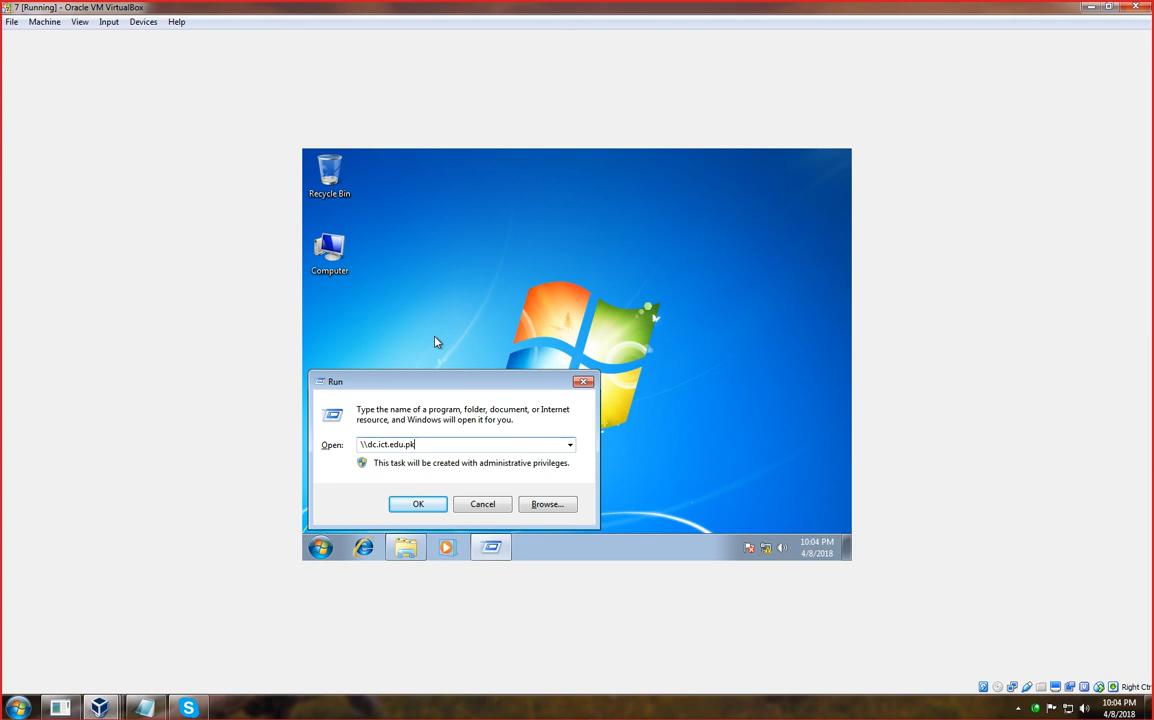 7 [Running] - Oracle VM VirtualBox
File Machine View Input Devices Help
Recycle Bin
Computer
Run
Type the name of a program, folder, document, or Internet
resource, and Windows will open it for you.
Open: \\dc.ict.edu.pk
This task will be created with administrative privileges.
OK Cancel Browse...
10:04 PM
4/8/2018
Right Ctr
10:04 PM
4/8/2018